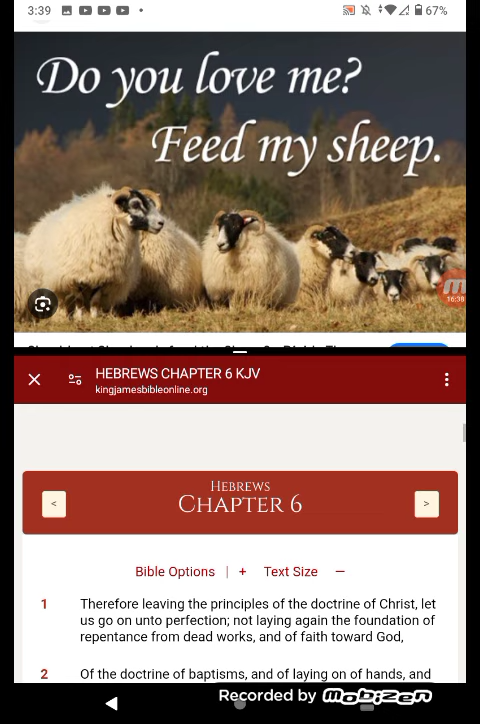 3:39
67%
Do you love me?
Feed my sheep.
16:38
HEBREWS CHAPTER 6 KJV
kingjamesbibleonline.org
HEBREWS
CHAPTER 6
< >
Bible Options | + Text Size −
1 Therefore leaving the principles of the doctrine of Christ, let
us go on unto perfection; not laying again the foundation of
repentance from dead works, and of faith toward God,
2 Of the doctrine of baptisms, and of laying on of hands, and
Recorded by Mobizen